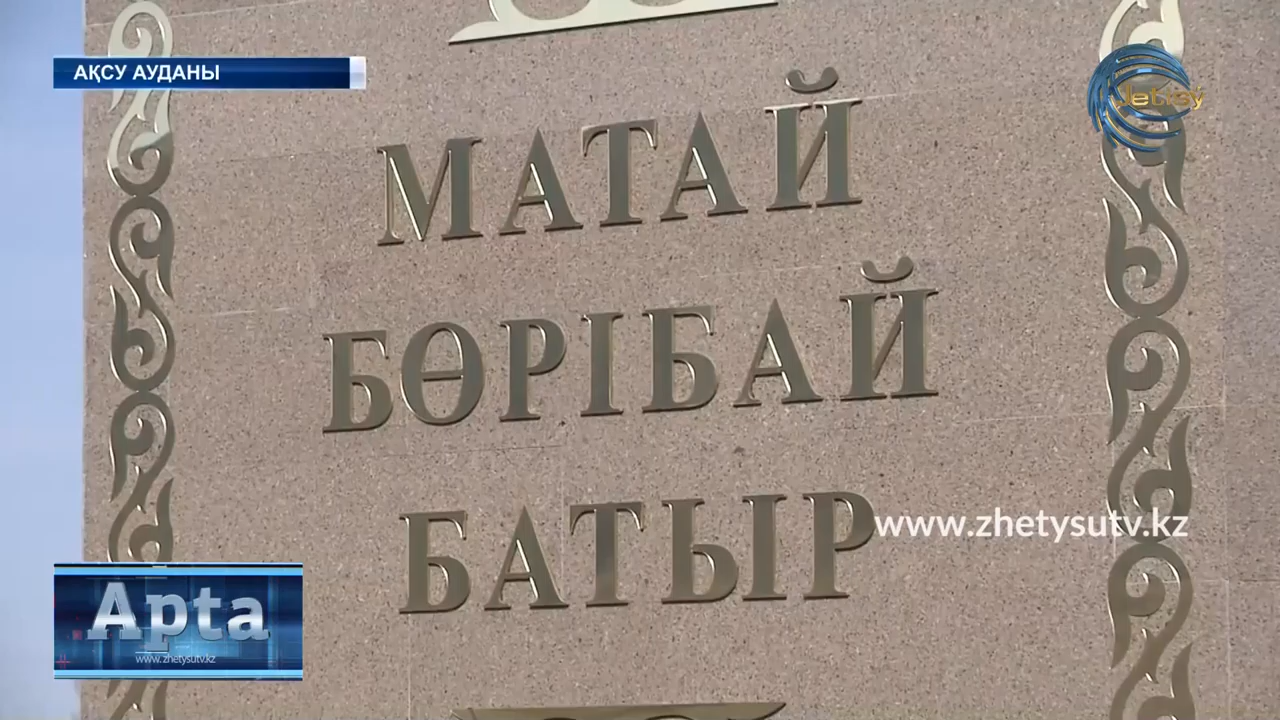 АҚСУ АУДАНЫ
Jetisý
МАТАЙ
БӨРІБАЙ
БАТЫР
www.zhetysutv.kz
Apta
www.zhetysutv.kz